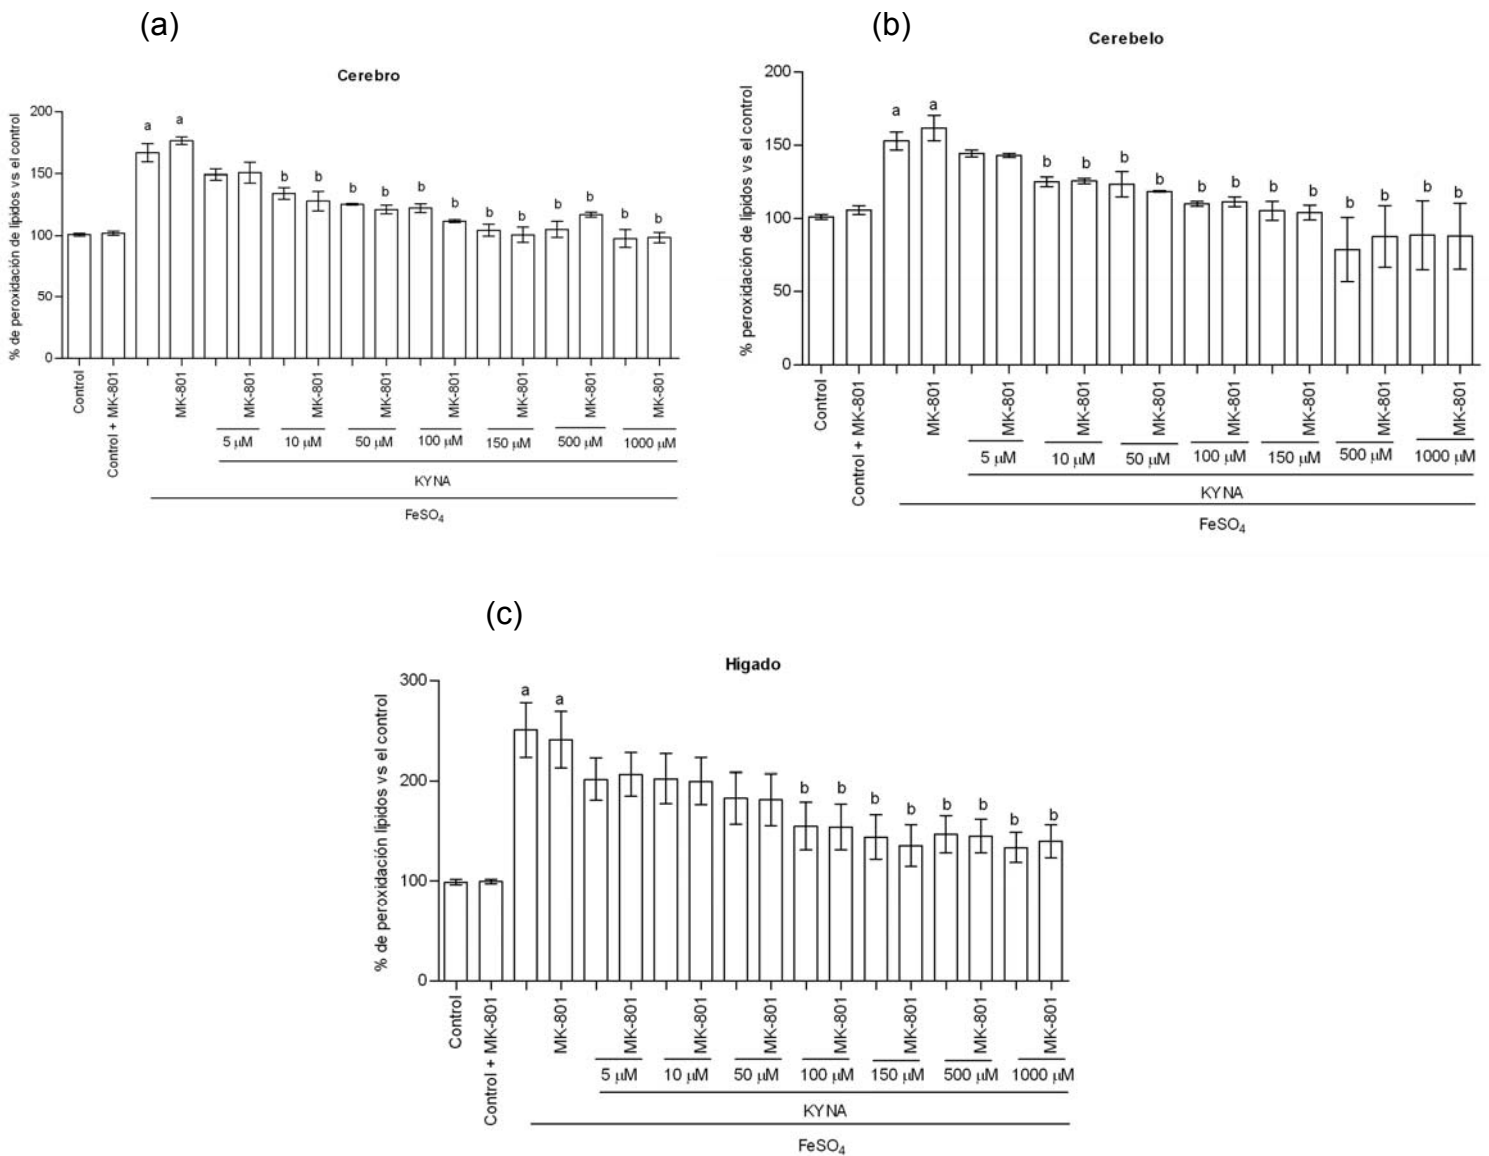 (a)
Cerebro
% de peroxidación de lipidos vs el control
200
150
100
50
0
a
a
b
b
b
b
b
b
b
b
b
b
b
b
Control
Control + MK-801
MK-801
MK-801
MK-801
MK-801
MK-801
MK-801
MK-801
MK-801
5 µM
10 µM
50 µM
100 µM
150 µM
500 µM
1000 µM
KYNA
FeSO₄
(b)
Cerebelo
% peroxidación de lipidos vs el control
200
150
100
50
0
a
a
b
b
b
b
b
b
b
b
b
b
b
b
Control
Control + MK-801
MK-801
MK-801
MK-801
MK-801
MK-801
MK-801
MK-801
MK-801
5 µM
10 µM
50 µM
100 µM
150 µM
500 µM
1000 µM
KYNA
FeSO₄
(c)
Higado
% de peroxidación lipidos vs el control
300
200
100
0
a
a
b
b
b
b
b
b
b
b
Control
Control + MK-801
MK-801
MK-801
MK-801
MK-801
MK-801
MK-801
MK-801
MK-801
5 µM
10 µM
50 µM
100 µM
150 µM
500 µM
1000 µM
KYNA
FeSO₄